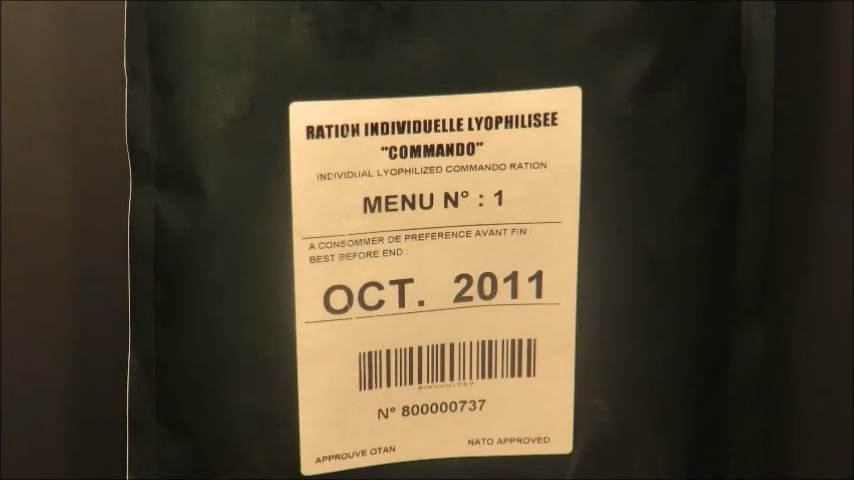 RATION INDIVIDUELLE LYOPHILISEE
"COMMANDO"
INDIVIDUAL LYOPHILIZED COMMANDO RATION
MENU N° : 1
A CONSOMMER DE PREFERENCE AVANT FIN :
BEST BEFORE END :
OCT. 2011
800000737
N° 800000737
APPROUVE OTAN
NATO APPROVED